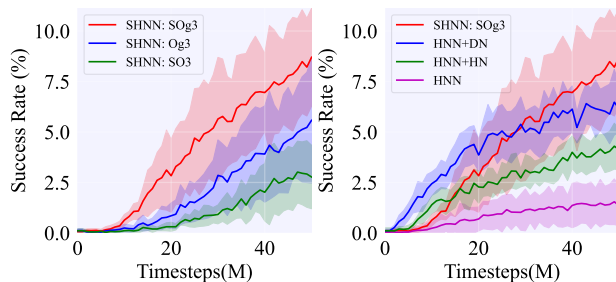 SHNN: SOg3
SHNN: Og3
SHNN: SO3
10.0
7.5
5.0
2.5
0.0
Success Rate (%)
0
20
40
Timesteps(M)
SHNN: SOg3
HNN+DN
HNN+HN
HNN
10.0
7.5
5.0
2.5
0.0
Success Rate (%)
0
20
40
Timesteps(M)